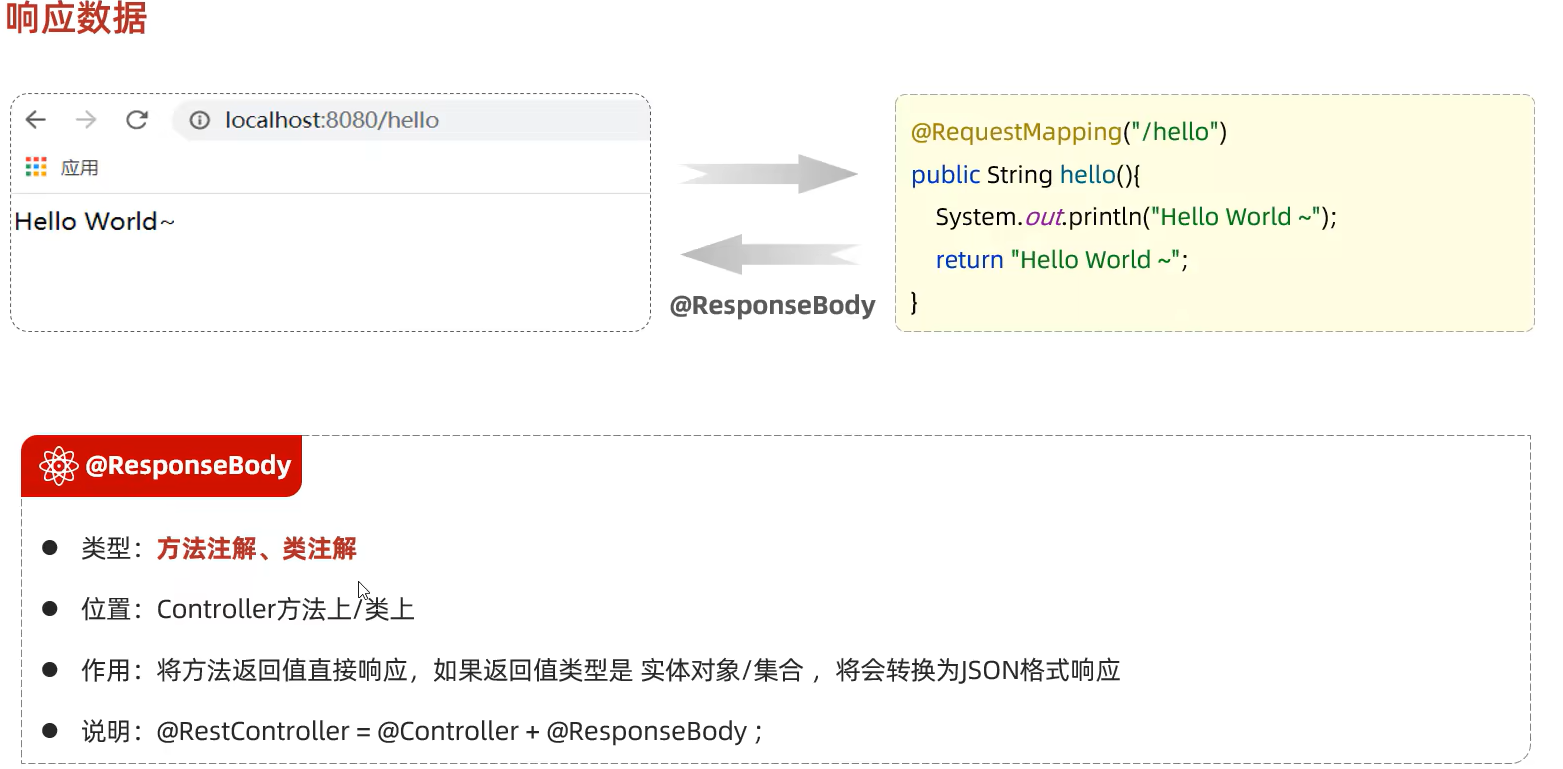 响应数据
localhost:8080/hello
应用
Hello World~
@ResponseBody
@RequestMapping("/hello")
public String hello(){
System.out.println("Hello World ~");
return "Hello World ~";
}
@ResponseBody
类型：方法注解、类注解
位置：Controller方法上/类上
作用：将方法返回值直接响应，如果返回值类型是 实体对象/集合 ，将会转换为JSON格式响应
说明：@RestController = @Controller + @ResponseBody ;